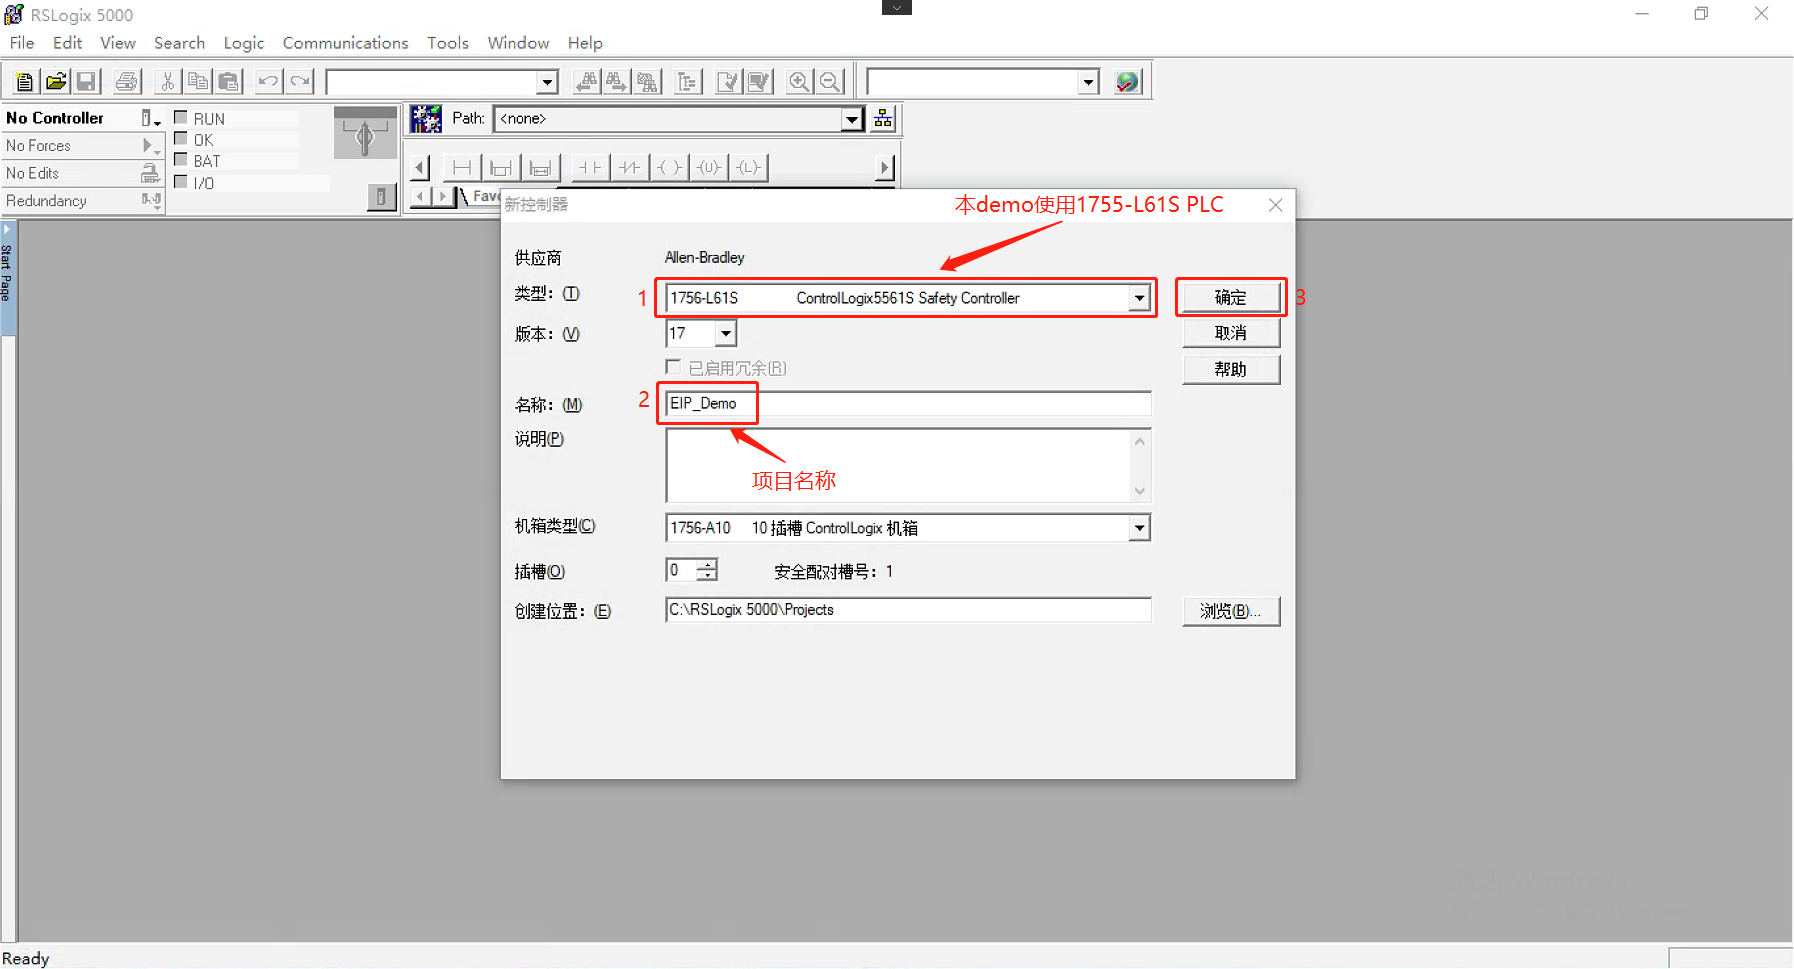 RSLogix 5000
File Edit View Search Logic Communications Tools Window Help
No Controller
RUN
No Forces
OK
BAT
No Edits
I/O
Redundancy
Path: <none>
Favo
Start Page
新控制器
本demo使用1755-L61S PLC
供应商 Allen-Bradley
类型：(T) 1 1756-L61S ControlLogix5561S Safety Controller 确定 3
版本：(V) 17 取消
已启用冗余(R) 帮助
名称：(M) 2 EIP_Demo
说明(P)
项目名称
机箱类型(C) 1756-A10 10 插槽 ControlLogix 机箱
插槽(O) 0 安全配对槽号：1
创建位置：(E) C:\RSLogix 5000\Projects 浏览(B)...
Ready